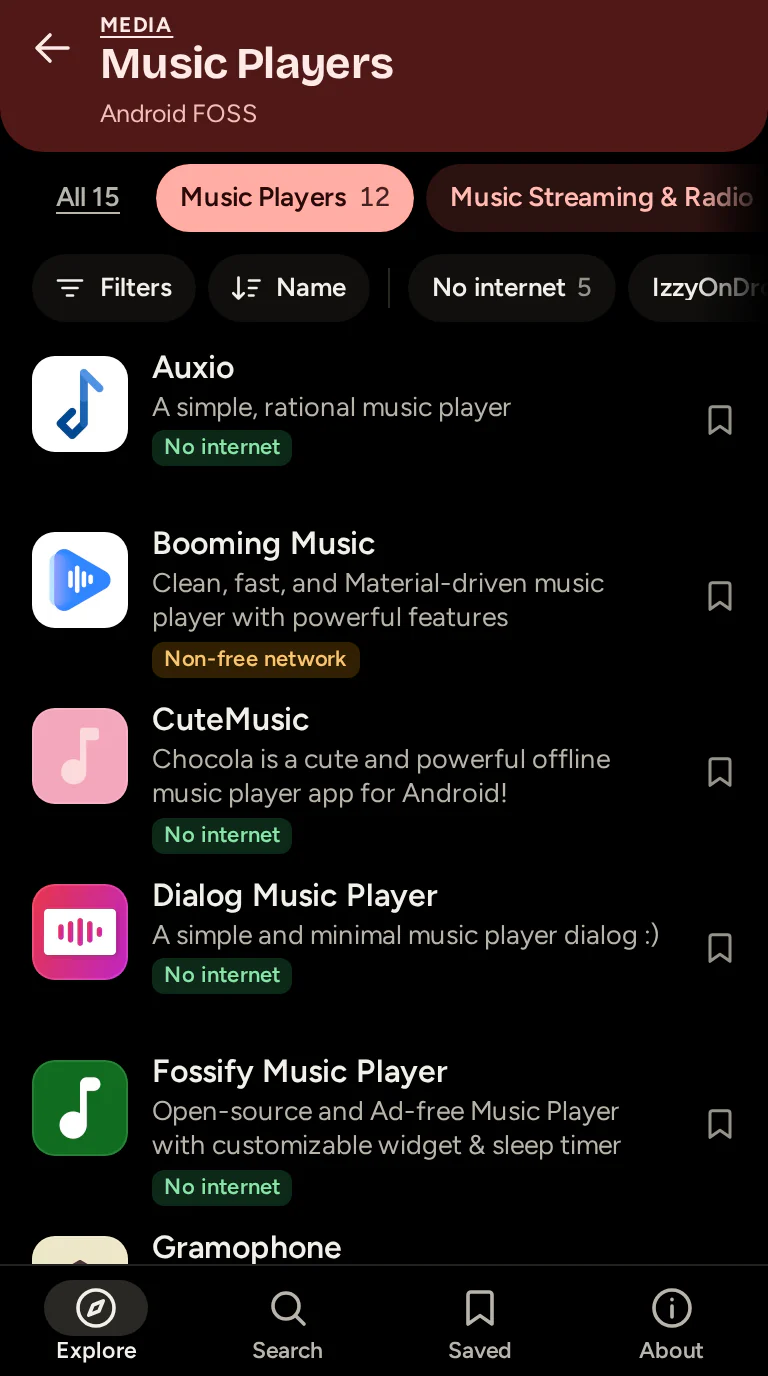 MEDIA
Music Players
Android FOSS
All 15
Music Players 12
Music Streaming & Radio
Filters
Name
No internet 5
IzzyOnDr
Auxio
A simple, rational music player
No internet
Booming Music
Clean, fast, and Material-driven music
player with powerful features
Non-free network
CuteMusic
Chocola is a cute and powerful offline
music player app for Android!
No internet
Dialog Music Player
A simple and minimal music player dialog :)
No internet
Fossify Music Player
Open-source and Ad-free Music Player
with customizable widget & sleep timer
No internet
Gramophone
Explore
Search
Saved
About